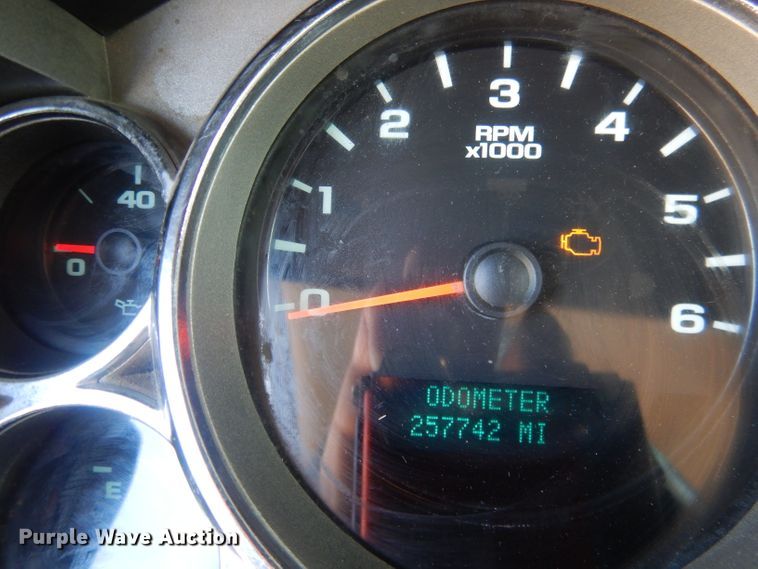 40
0
E
0
1
2
3
4
5
6
RPM
x1000
ODOMETER
257742 MI
Purple Wave Auction